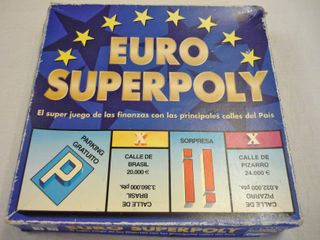 EURO
SUPERPOLY
El super juego de las finanzas con las principales calles del País
PARKING
GRATUITO
P
X
CALLE DE
BRASIL
20.000 €
CALLE DE
BRASIL
3.360.000 pts.
SORPRESA
¡!
X
CALLE DE
PIZARRO
24.000 €
CALLE DE
PIZARRO
4.032.000 pts.
EURO SUPERPOLY